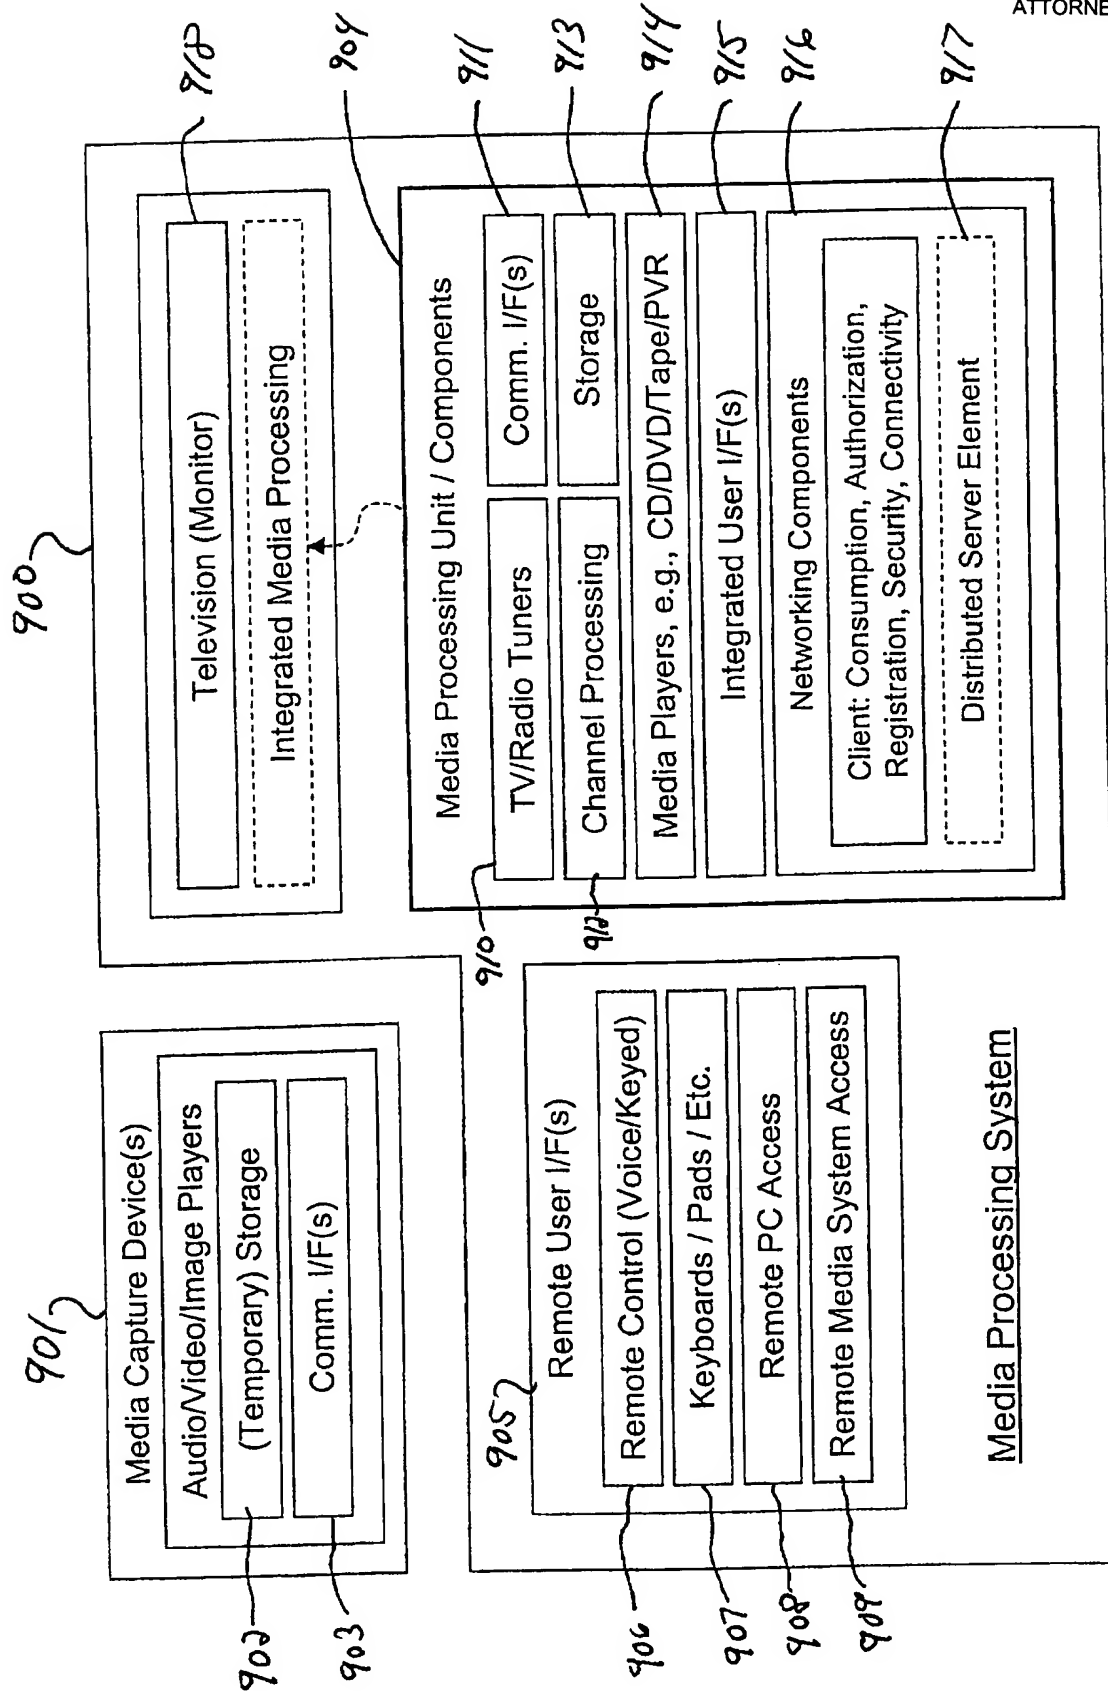 ATTORNE
900
901
Media Capture Device(s)
Audio/Video/Image Players
(Temporary) Storage
Comm. I/F(s)
902
903
918
Television (Monitor)
Integrated Media Processing
904
Media Processing Unit / Components
910
TV/Radio Tuners
Comm. I/F(s)
911
912
Channel Processing
Storage
913
Media Players, e.g., CD/DVD/Tape/PVR
914
Integrated User I/F(s)
915
Networking Components
916
Client: Consumption, Authorization,
Registration, Security, Connectivity
Distributed Server Element
917
905
Remote User I/F(s)
Remote Control (Voice/Keyed)
906
Keyboards / Pads / Etc.
907
Remote PC Access
908
Remote Media System Access
909
Media Processing System